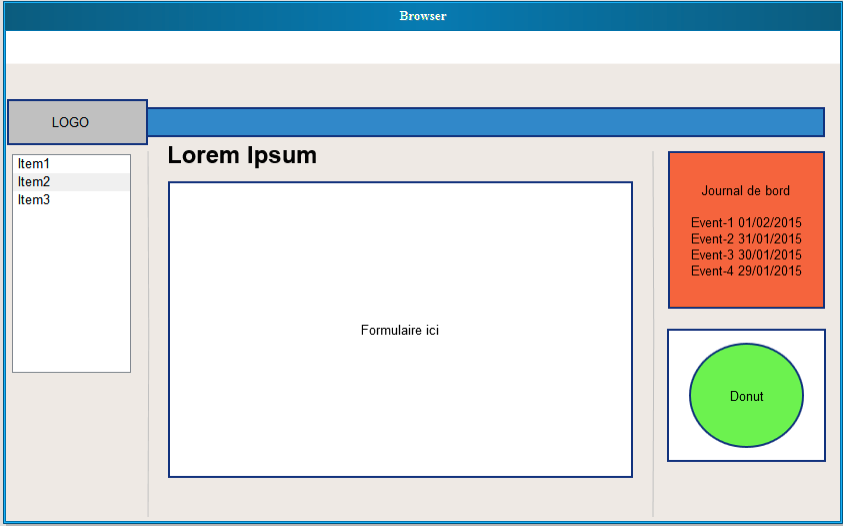 Browser
LOGO
Item1
Item2
Item3
Lorem Ipsum
Formulaire ici
Journal de bord
Event-1 01/02/2015
Event-2 31/01/2015
Event-3 30/01/2015
Event-4 29/01/2015
Donut